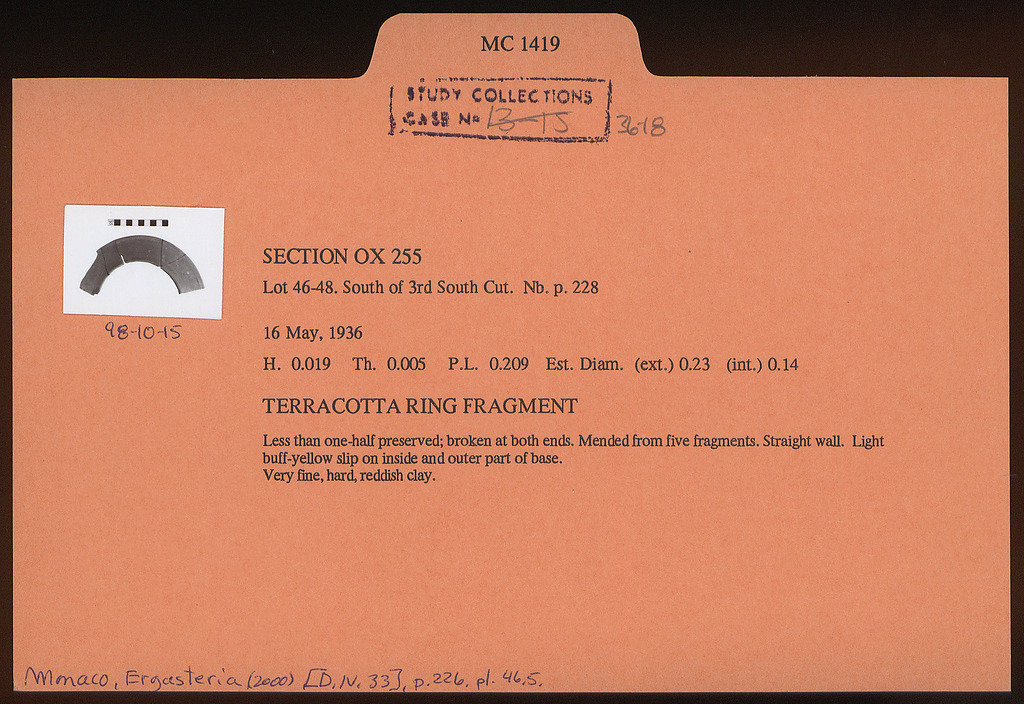 MC 1419
STUDY COLLECTIONS
CASE No 13-15 36-18
SECTION OX 255
Lot 46-48. South of 3rd South Cut. Nb. p. 228
98-10-15
16 May, 1936
H. 0.019 Th. 0.005 P.L. 0.209 Est. Diam. (ext.) 0.23 (int.) 0.14
TERRACOTTA RING FRAGMENT
Less than one-half preserved; broken at both ends. Mended from five fragments. Straight wall. Light
buff-yellow slip on inside and outer part of base.
Very fine, hard, reddish clay.
Monaco, Ergasteria (2000) [D.IV.33], p.226, pl. 46,5.